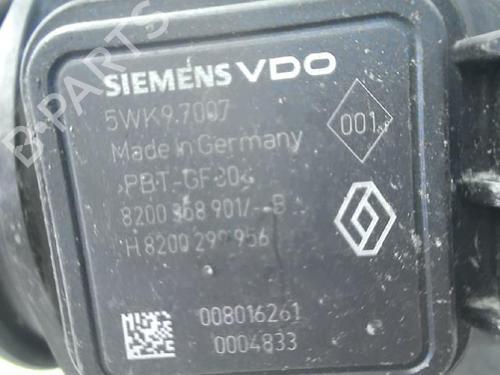 SIEMENS VDO
5WK9 7007
001
Made in Germany
>PBT-GF30<
8200 368 901/--B
H 8200 299 956
008016261
0004833
B-PARTS